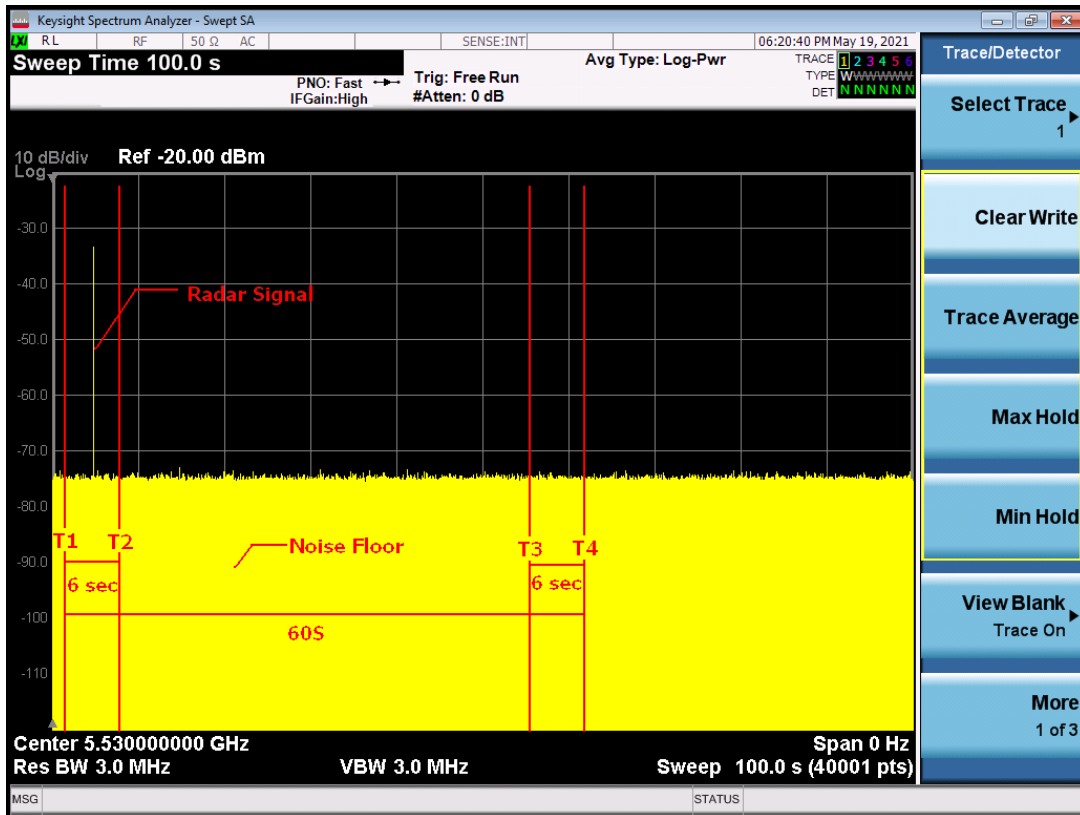 Keysight Spectrum Analyzer - Swept SA
LXI RL RF 50 Ω AC SENSE:INT 06:20:40 PM May 19, 2021
Sweep Time 100.0 s
Avg Type: Log-Pwr
TRACE 1 2 3 4 5 6
TYPE WWWWWW
DET N N N N N N
PNO: Fast
IFGain:High
Trig: Free Run
#Atten: 0 dB
10 dB/div Ref -20.00 dBm
Log
-30.0
-40.0
Radar Signal
-50.0
-60.0
-70.0
-80.0
T1 T2 Noise Floor T3 T4
-90.0
6 sec 6 sec
-100
60S
-110
Center 5.530000000 GHz Span 0 Hz
Res BW 3.0 MHz VBW 3.0 MHz Sweep 100.0 s (40001 pts)
MSG STATUS
Trace/Detector
Select Trace
1
Clear Write
Trace Average
Max Hold
Min Hold
View Blank
Trace On
More
1 of 3